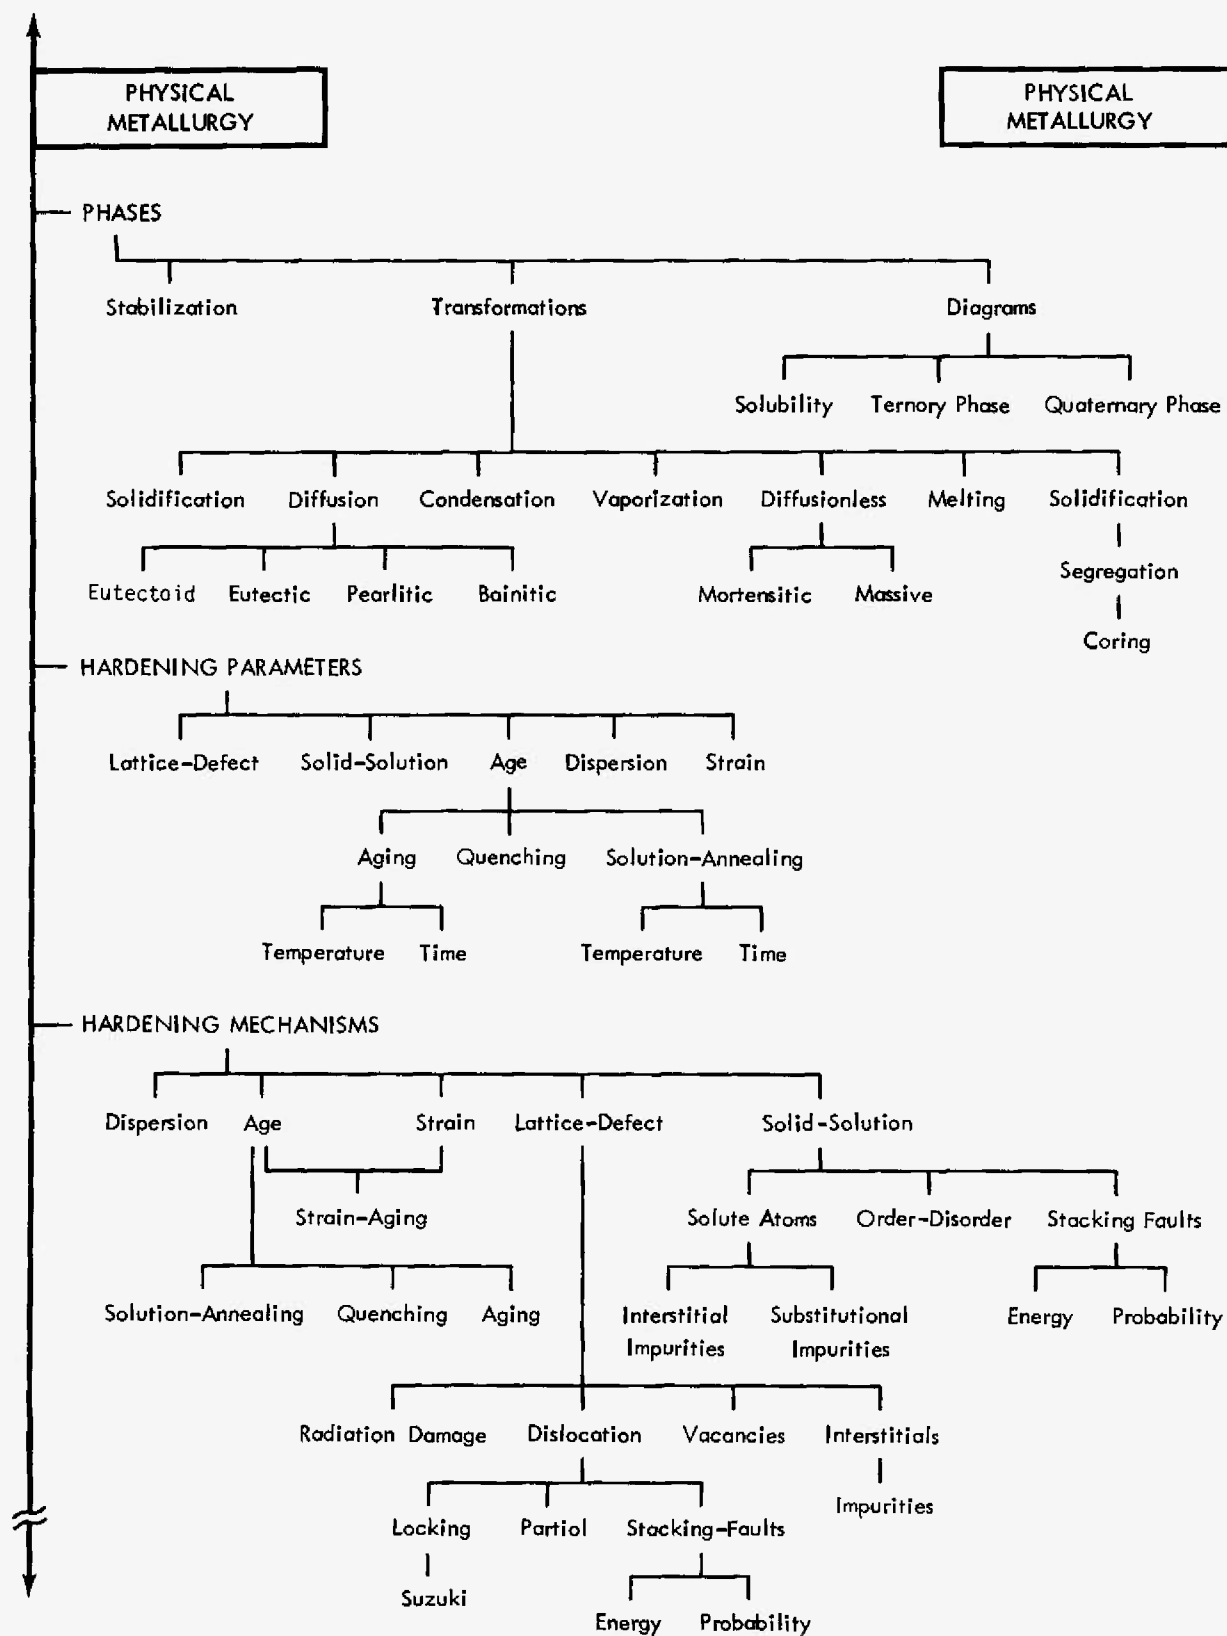 PHYSICAL METALLURGY
PHYSICAL METALLURGY
PHASES
Stabilization Transformations Diagrams
Solubility Ternory Phase Quaternary Phase
Solidification Diffusion Condensation Vaporization Diffusionless Melting Solidification
Segregation
Eutectoid Eutectic Pearlitic Bainitic Mortensitic Massive
Coring
HARDENING PARAMETERS
Lattice-Defect Solid-Solution Age Dispersion Strain
Aging Quenching Solution-Annealing
Temperature Time Temperature Time
HARDENING MECHANISMS
Dispersion Age Strain Lattice-Defect Solid-Solution
Strain-Aging Solute Atoms Order-Disorder Stacking Faults
Solution-Annealing Quenching Aging Interstitial Impurities Substitutional Impurities Energy Probability
Radiation Damage Dislocation Vacancies Interstitials
Impurities
Locking Partiol Stacking-Faults
Suzuki
Energy Probability